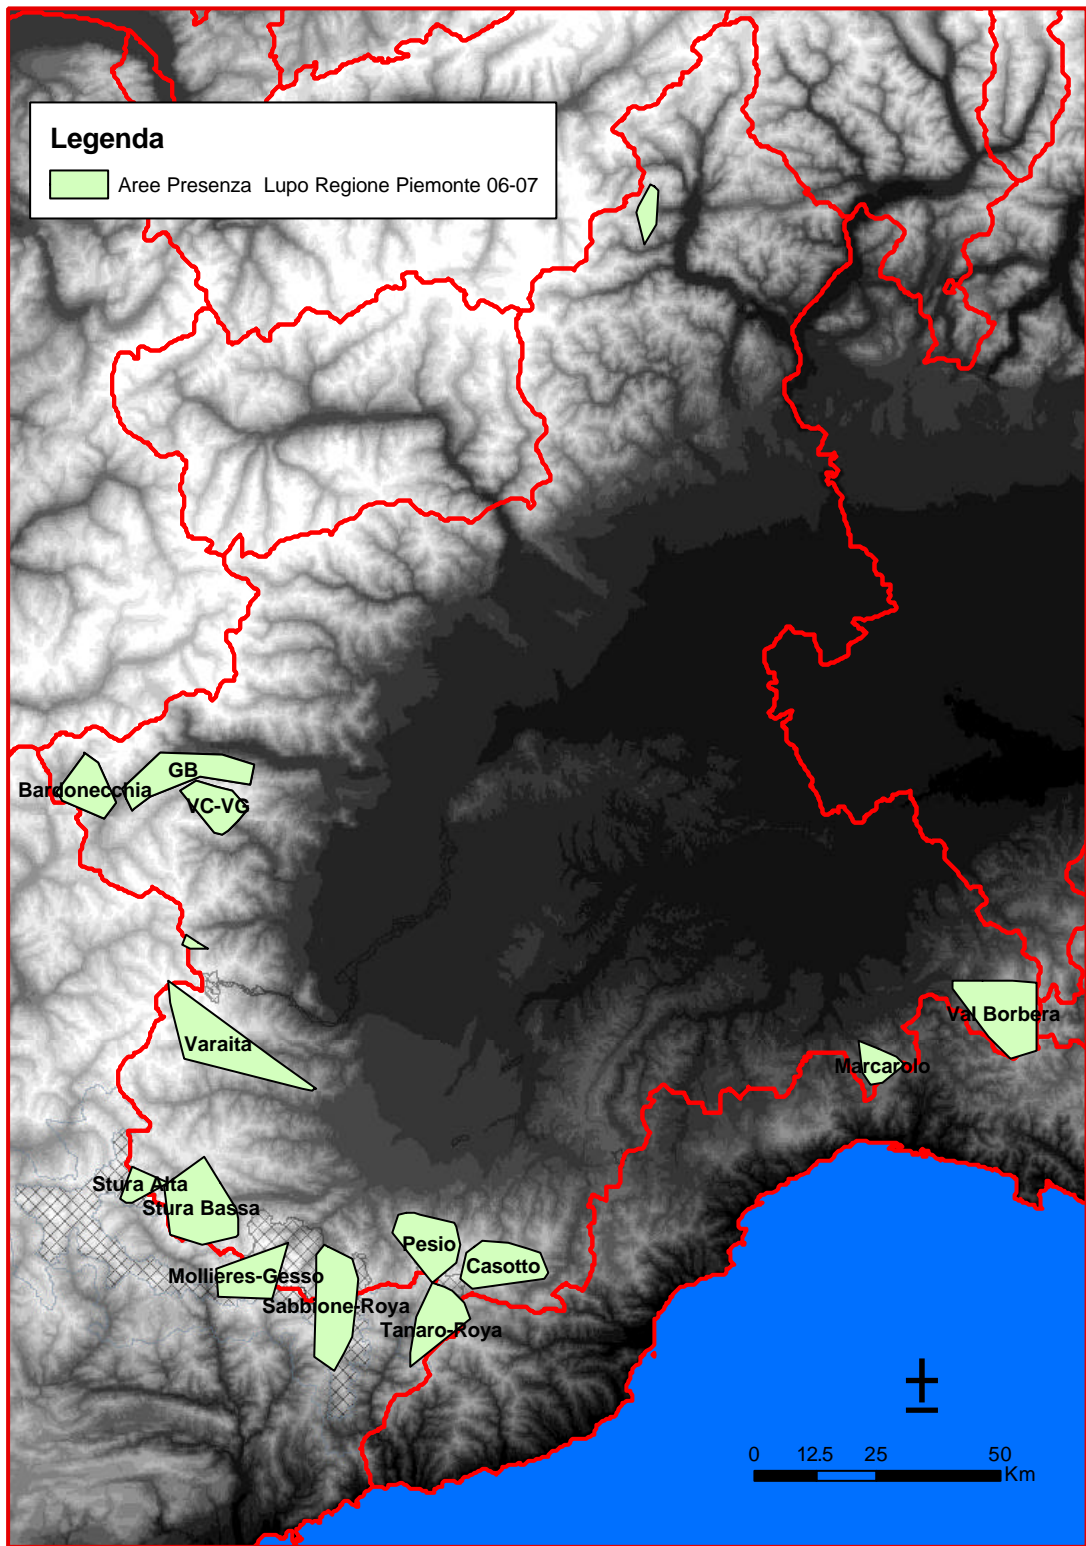 Legenda
Aree Presenza Lupo Regione Piemonte 06-07
GB
Bardonecchia
VC-VG
Varaita
Val Borbera
Marcarolo
Stura Alta
Stura Bassa
Pesio
Casotto
Mollieres-Gesso
Sabbione-Roya
Tanaro-Roya
±
0 12.5 25 50
Km